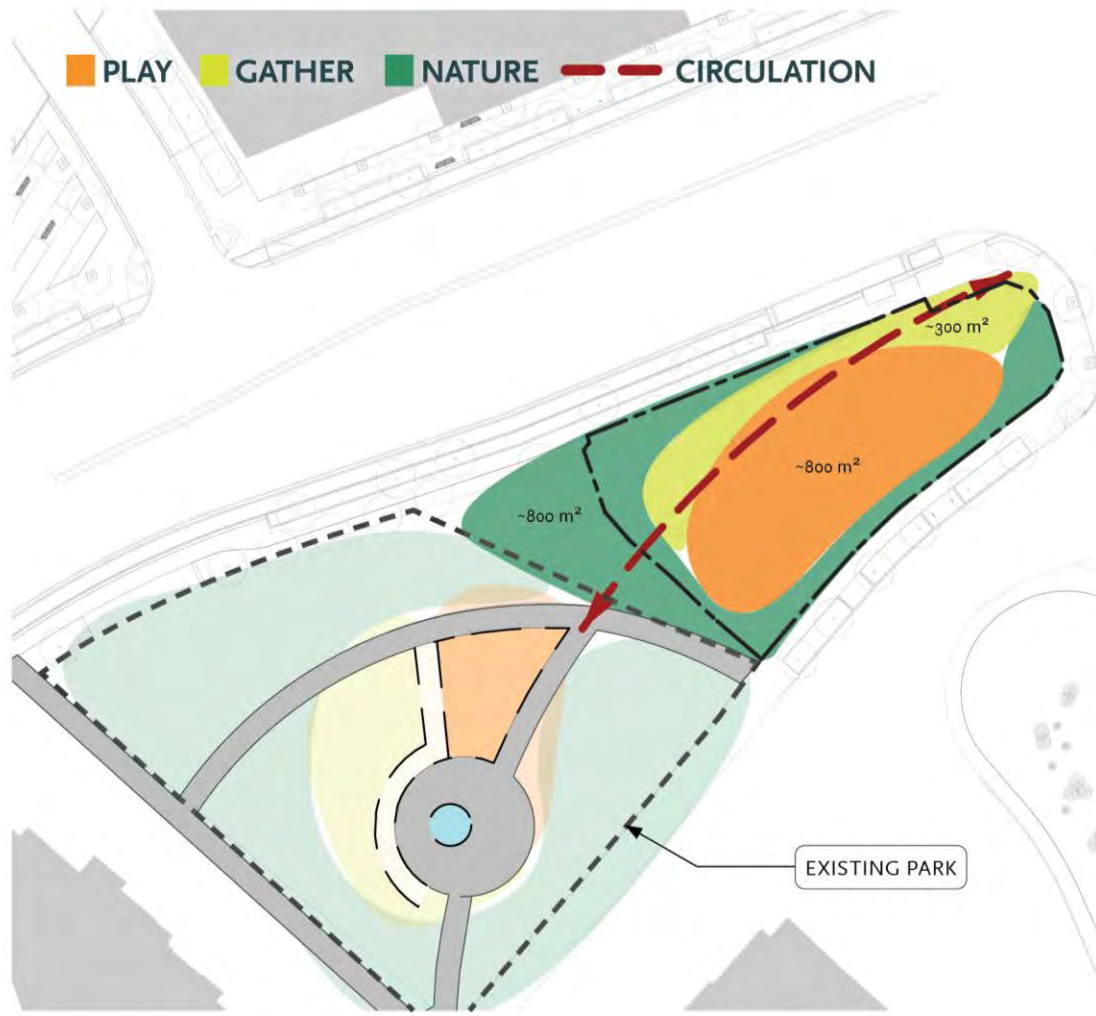 PLAY GATHER NATURE CIRCULATION
~300 m²
~800 m²
~800 m²
EXISTING PARK